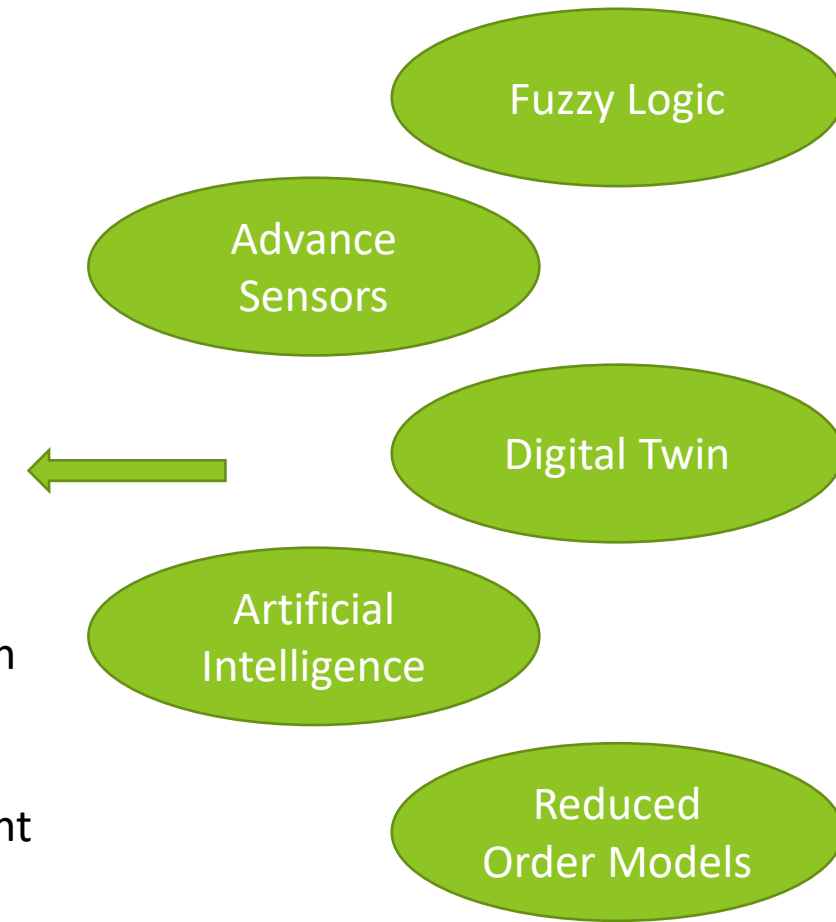 Fuzzy Logic
Advance
Sensors
Digital Twin
Artificial
Intelligence
Reduced
Order Models